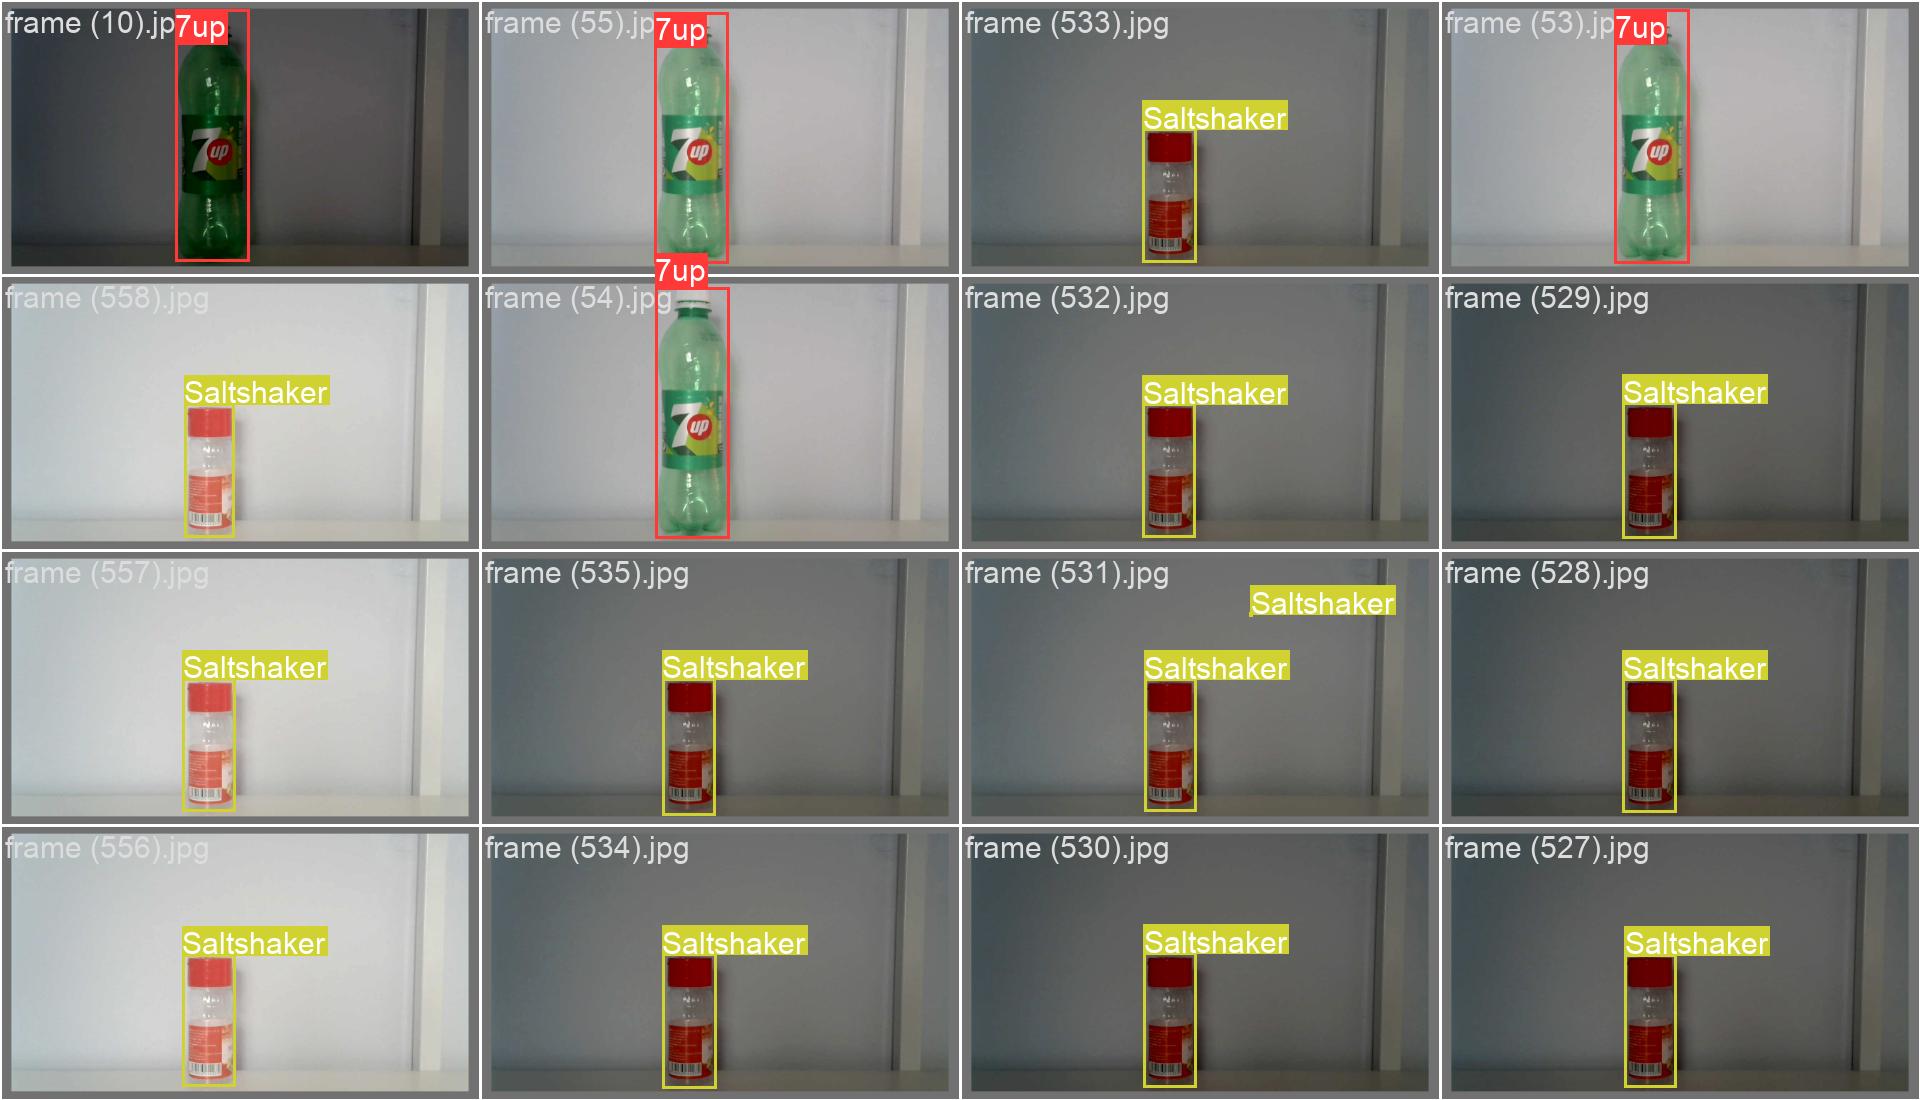 frame (10).jp
7up
7up
frame (55).jp
7up
7up
frame (533).jpg
Saltshaker
frame (53).jp
7up
7up
frame (558).jpg
Saltshaker
7up
frame (54).jpg
7up
frame (532).jpg
Saltshaker
frame (529).jpg
Saltshaker
frame (557).jpg
Saltshaker
frame (535).jpg
Saltshaker
frame (531).jpg
Saltshaker
Saltshaker
frame (528).jpg
Saltshaker
frame (556).jpg
Saltshaker
frame (534).jpg
Saltshaker
frame (530).jpg
Saltshaker
frame (527).jpg
Saltshaker